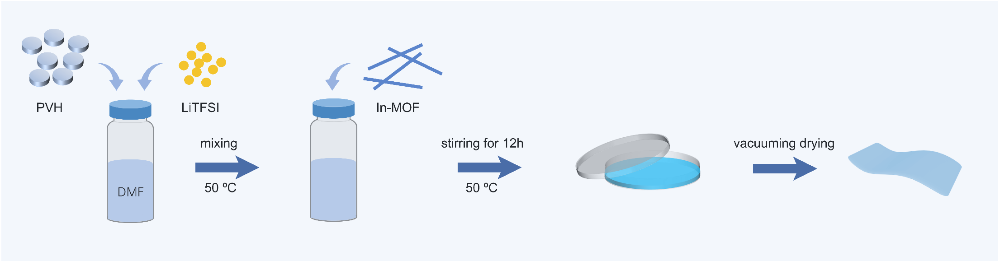 PVH
LiTFSI
DMF
mixing
50 ºC
In-MOF
stirring for 12h
50 ºC
vacuuming drying